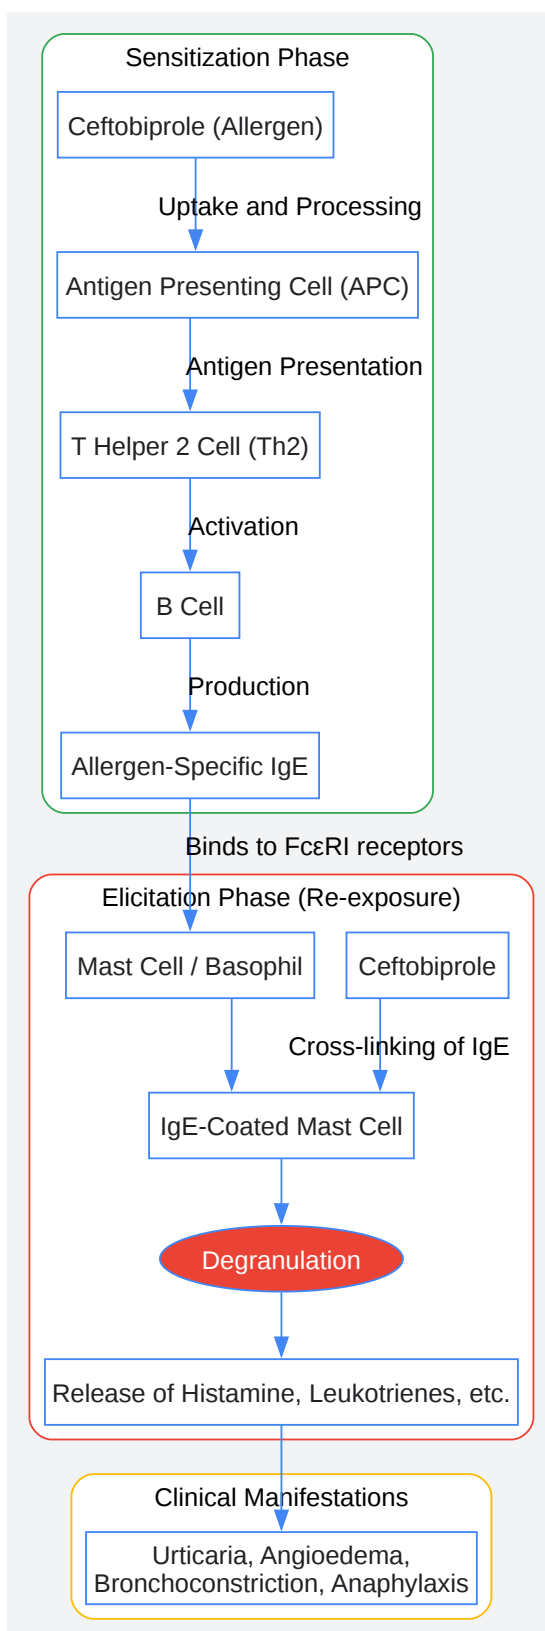 Sensitization Phase
Ceftobiprole (Allergen)
Uptake and Processing
Antigen Presenting Cell (APC)
Antigen Presentation
T Helper 2 Cell (Th2)
Activation
B Cell
Production
Allergen-Specific IgE
Binds to FcεRI receptors
Elicitation Phase (Re-exposure)
Mast Cell / Basophil
Ceftobiprole
Cross-linking of IgE
IgE-Coated Mast Cell
Degranulation
Release of Histamine, Leukotrienes, etc.
Clinical Manifestations
Urticaria, Angioedema,
Bronchoconstriction, Anaphylaxis